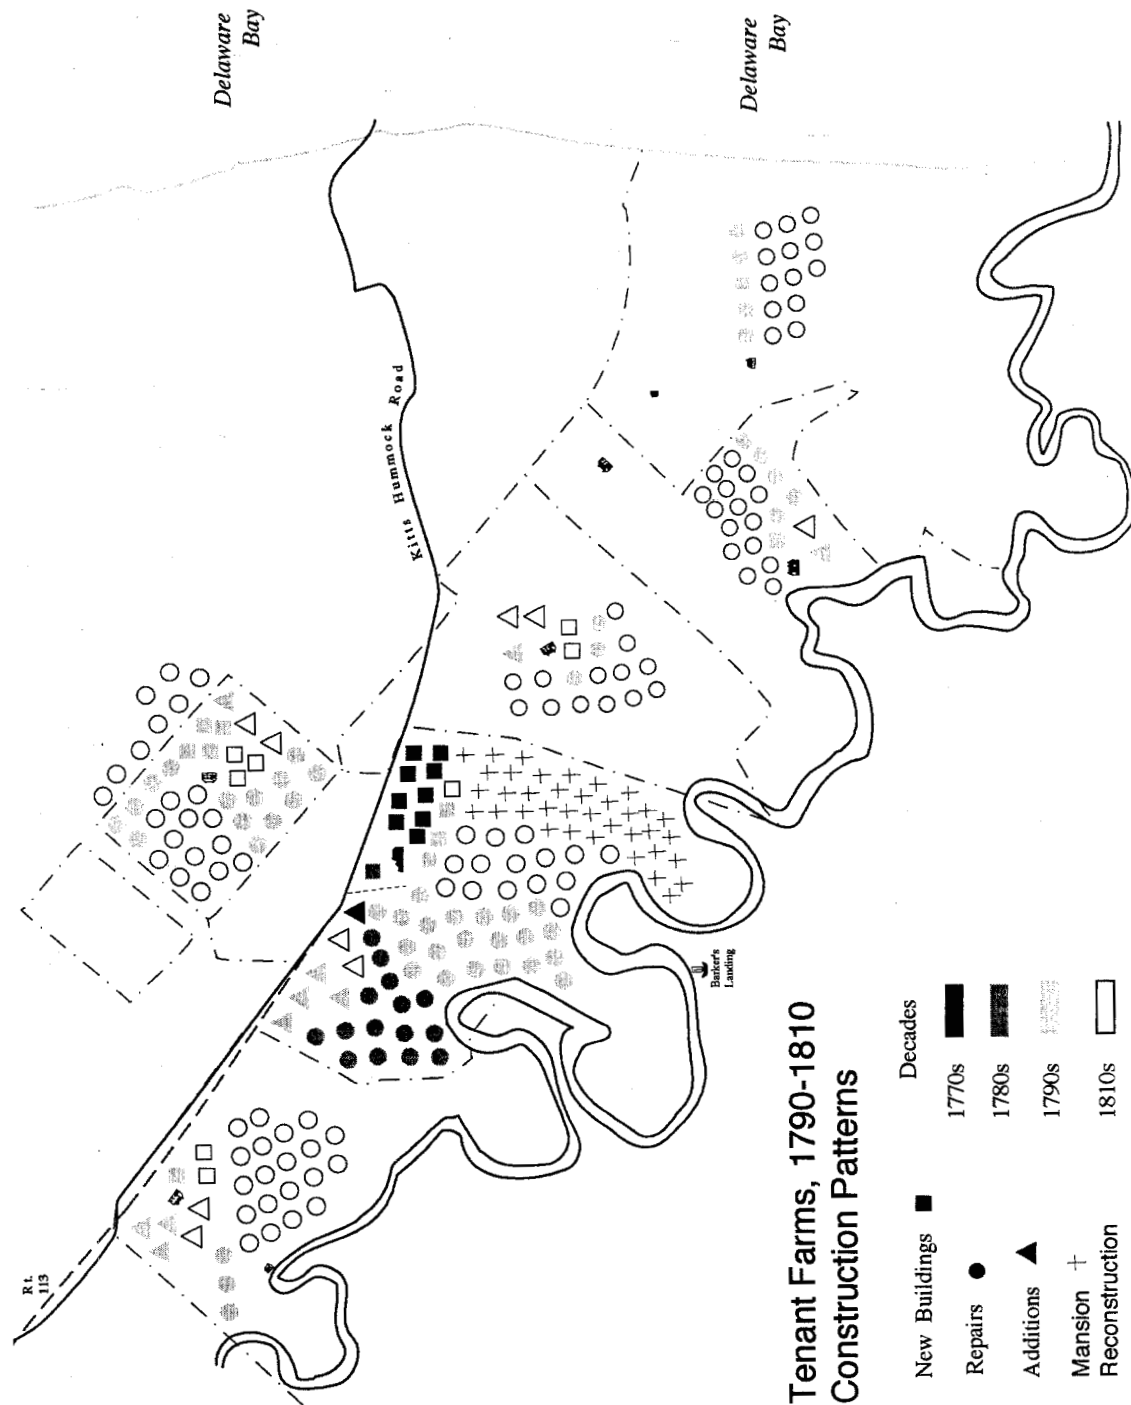 Delaware
Bay
Delaware
Bay
Kitts Hummock Road
Rt.
113
Barker's
Landing
Tenant Farms, 1790-1810
Construction Patterns
New Buildings
Repairs
Additions
Mansion
Reconstruction
Decades
1770s
1780s
1790s
1810s